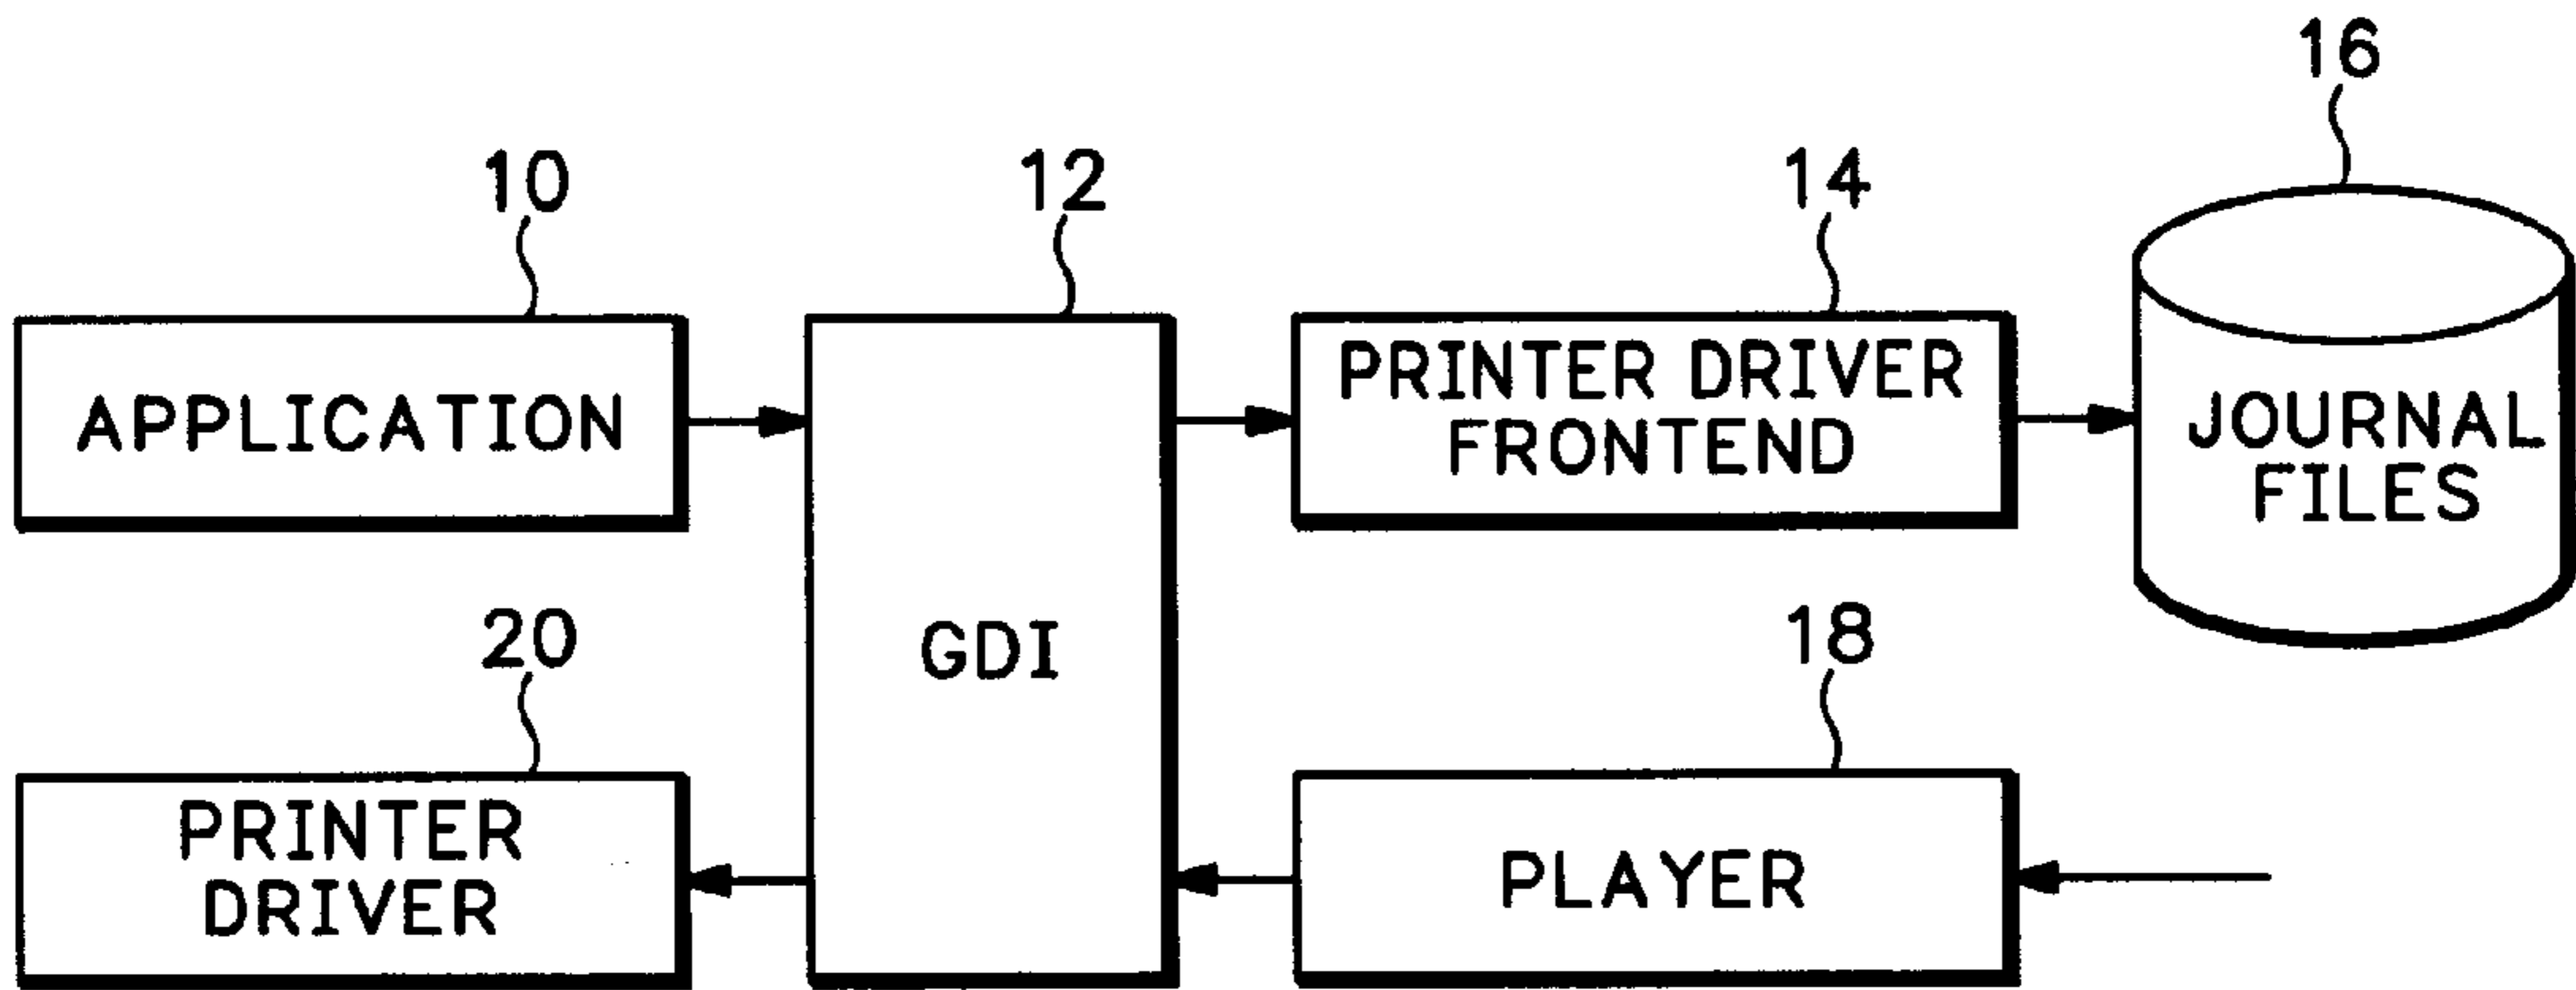 16
10
12
14
APPLICATION
PRINTER DRIVER
FRONTEND
JOURNAL
FILES
20
GDI
18
PRINTER
DRIVER
PLAYER